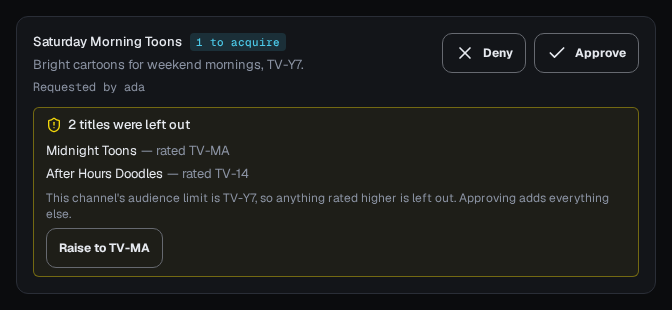 Saturday Morning Toons 1 to acquire
Deny
Approve
Bright cartoons for weekend mornings, TV-Y7.
Requested by ada
2 titles were left out
Midnight Toons — rated TV-MA
After Hours Doodles — rated TV-14
This channel's audience limit is TV-Y7, so anything rated higher is left out. Approving adds everything
else.
Raise to TV-MA